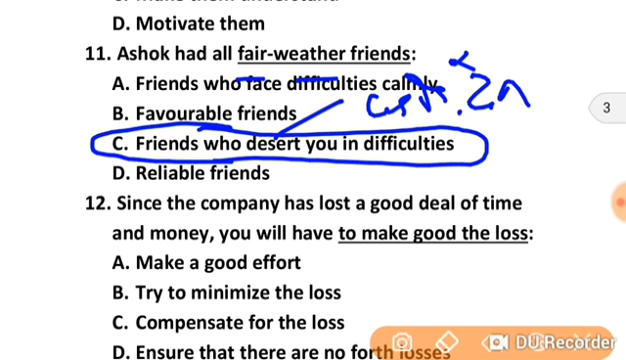 D. Motivate them
11. Ashok had all fair-weather friends:
A. Friends who face difficulties calmly
B. Favourable friends
C. Friends who desert you in difficulties
D. Reliable friends
12. Since the company has lost a good deal of time
and money, you will have to make good the loss:
A. Make a good effort
B. Try to minimize the loss
C. Compensate for the loss
D. Ensure that there are no forth losses
3
DU Recorder